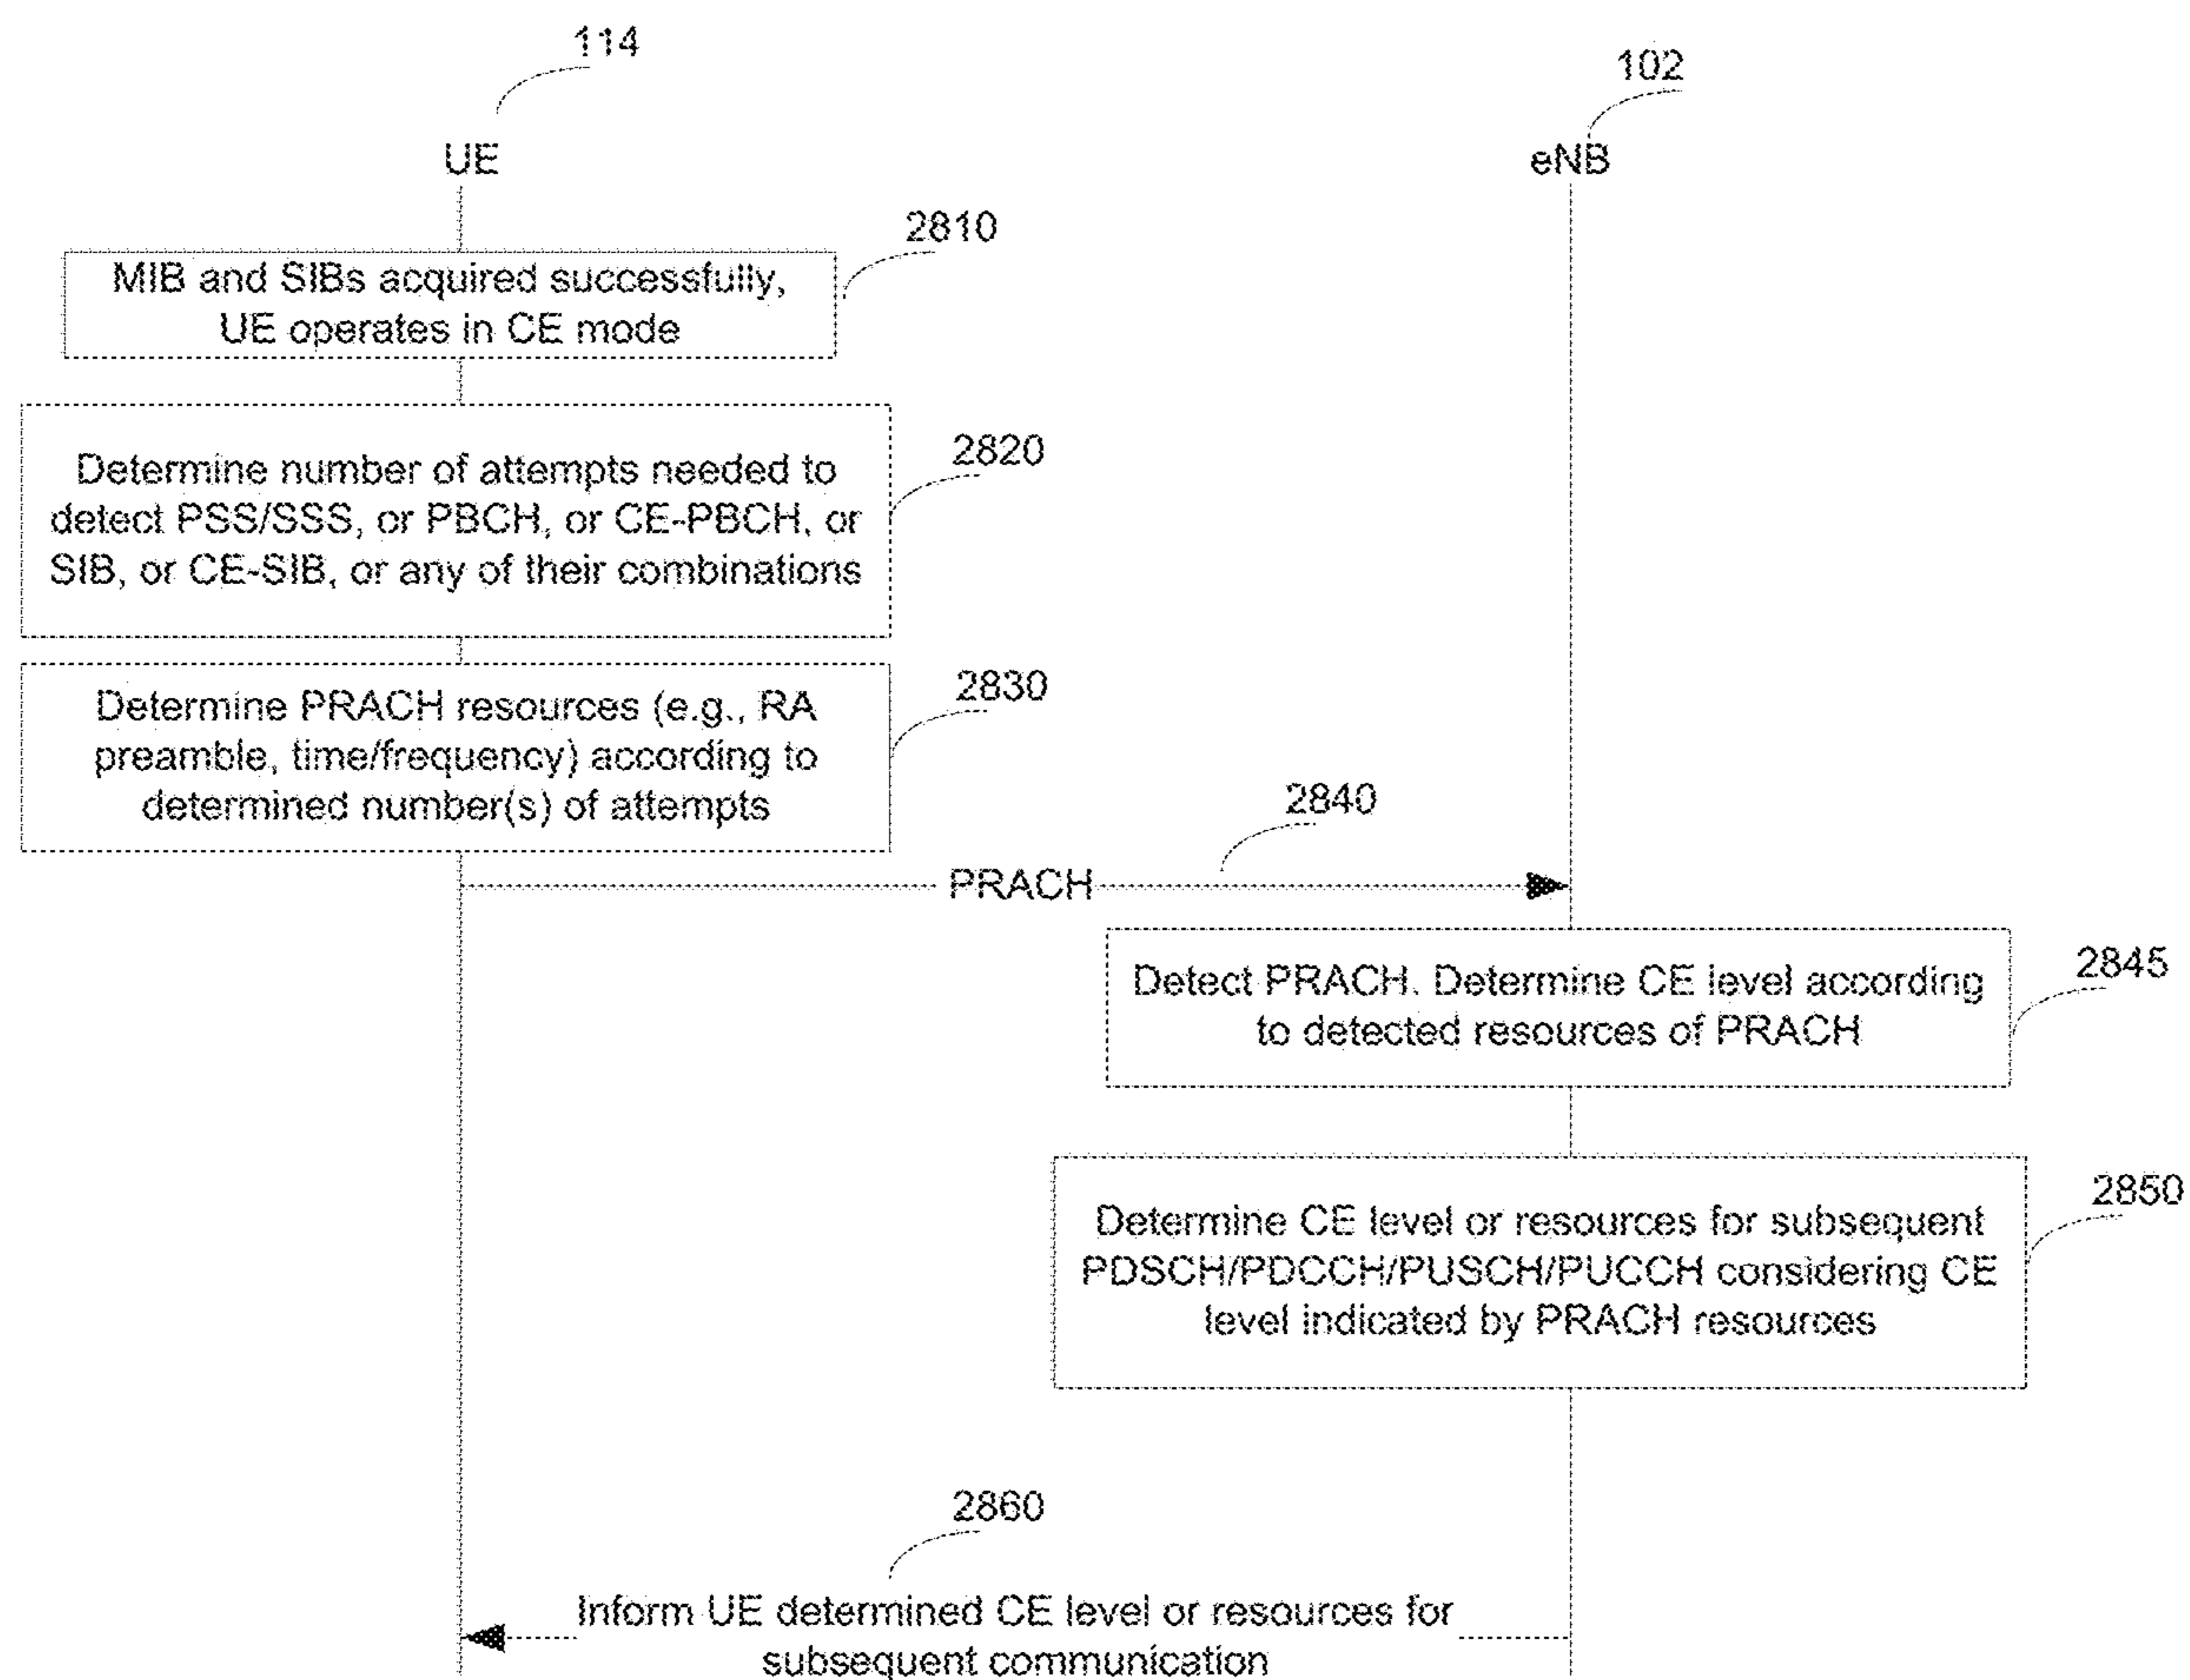 114
102
UE
eNB
2810
MIB and SIBs acquired successfully,
UE operates in CE mode
2820
Determine number of attempts needed to
detect PSS/SSS, or PBCH, or CE-PBCH, or
SIB, or CE-SIB, or any of their combinations
2830
Determine PRACH resources (e.g., RA
preamble, time/frequency) according to
determined number(s) of attempts
2840
PRACH
2845
Detect PRACH. Determine CE level according
to detected resources of PRACH
2850
Determine CE level or resources for subsequent
PDSCH/PDCCH/PUSCH/PUCCH considering CE
level indicated by PRACH resources
2860
Inform UE determined CE level or resources for
subsequent communication